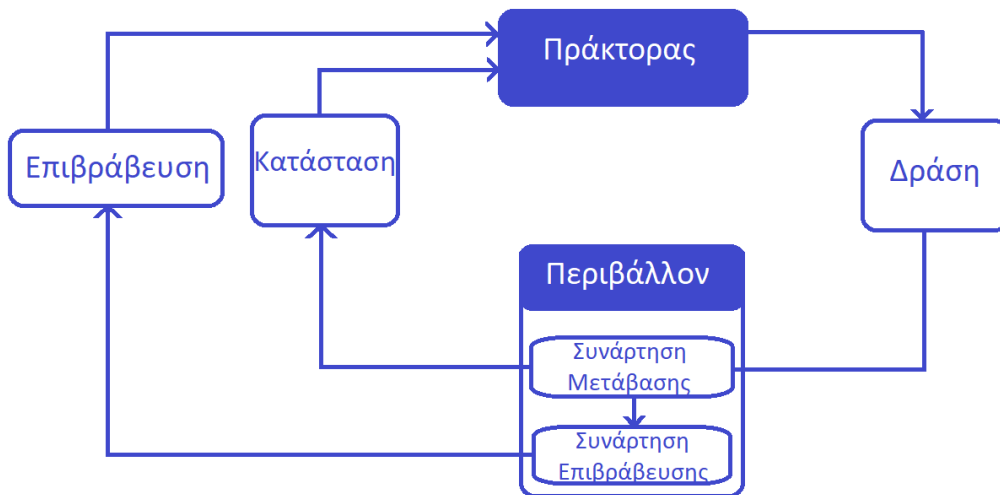 Πράκτορας
Επιβράβευση
Κατάσταση
Δράση
Περιβάλλον
Συνάρτηση
Μετάβασης
Συνάρτηση
Επιβράβευσης